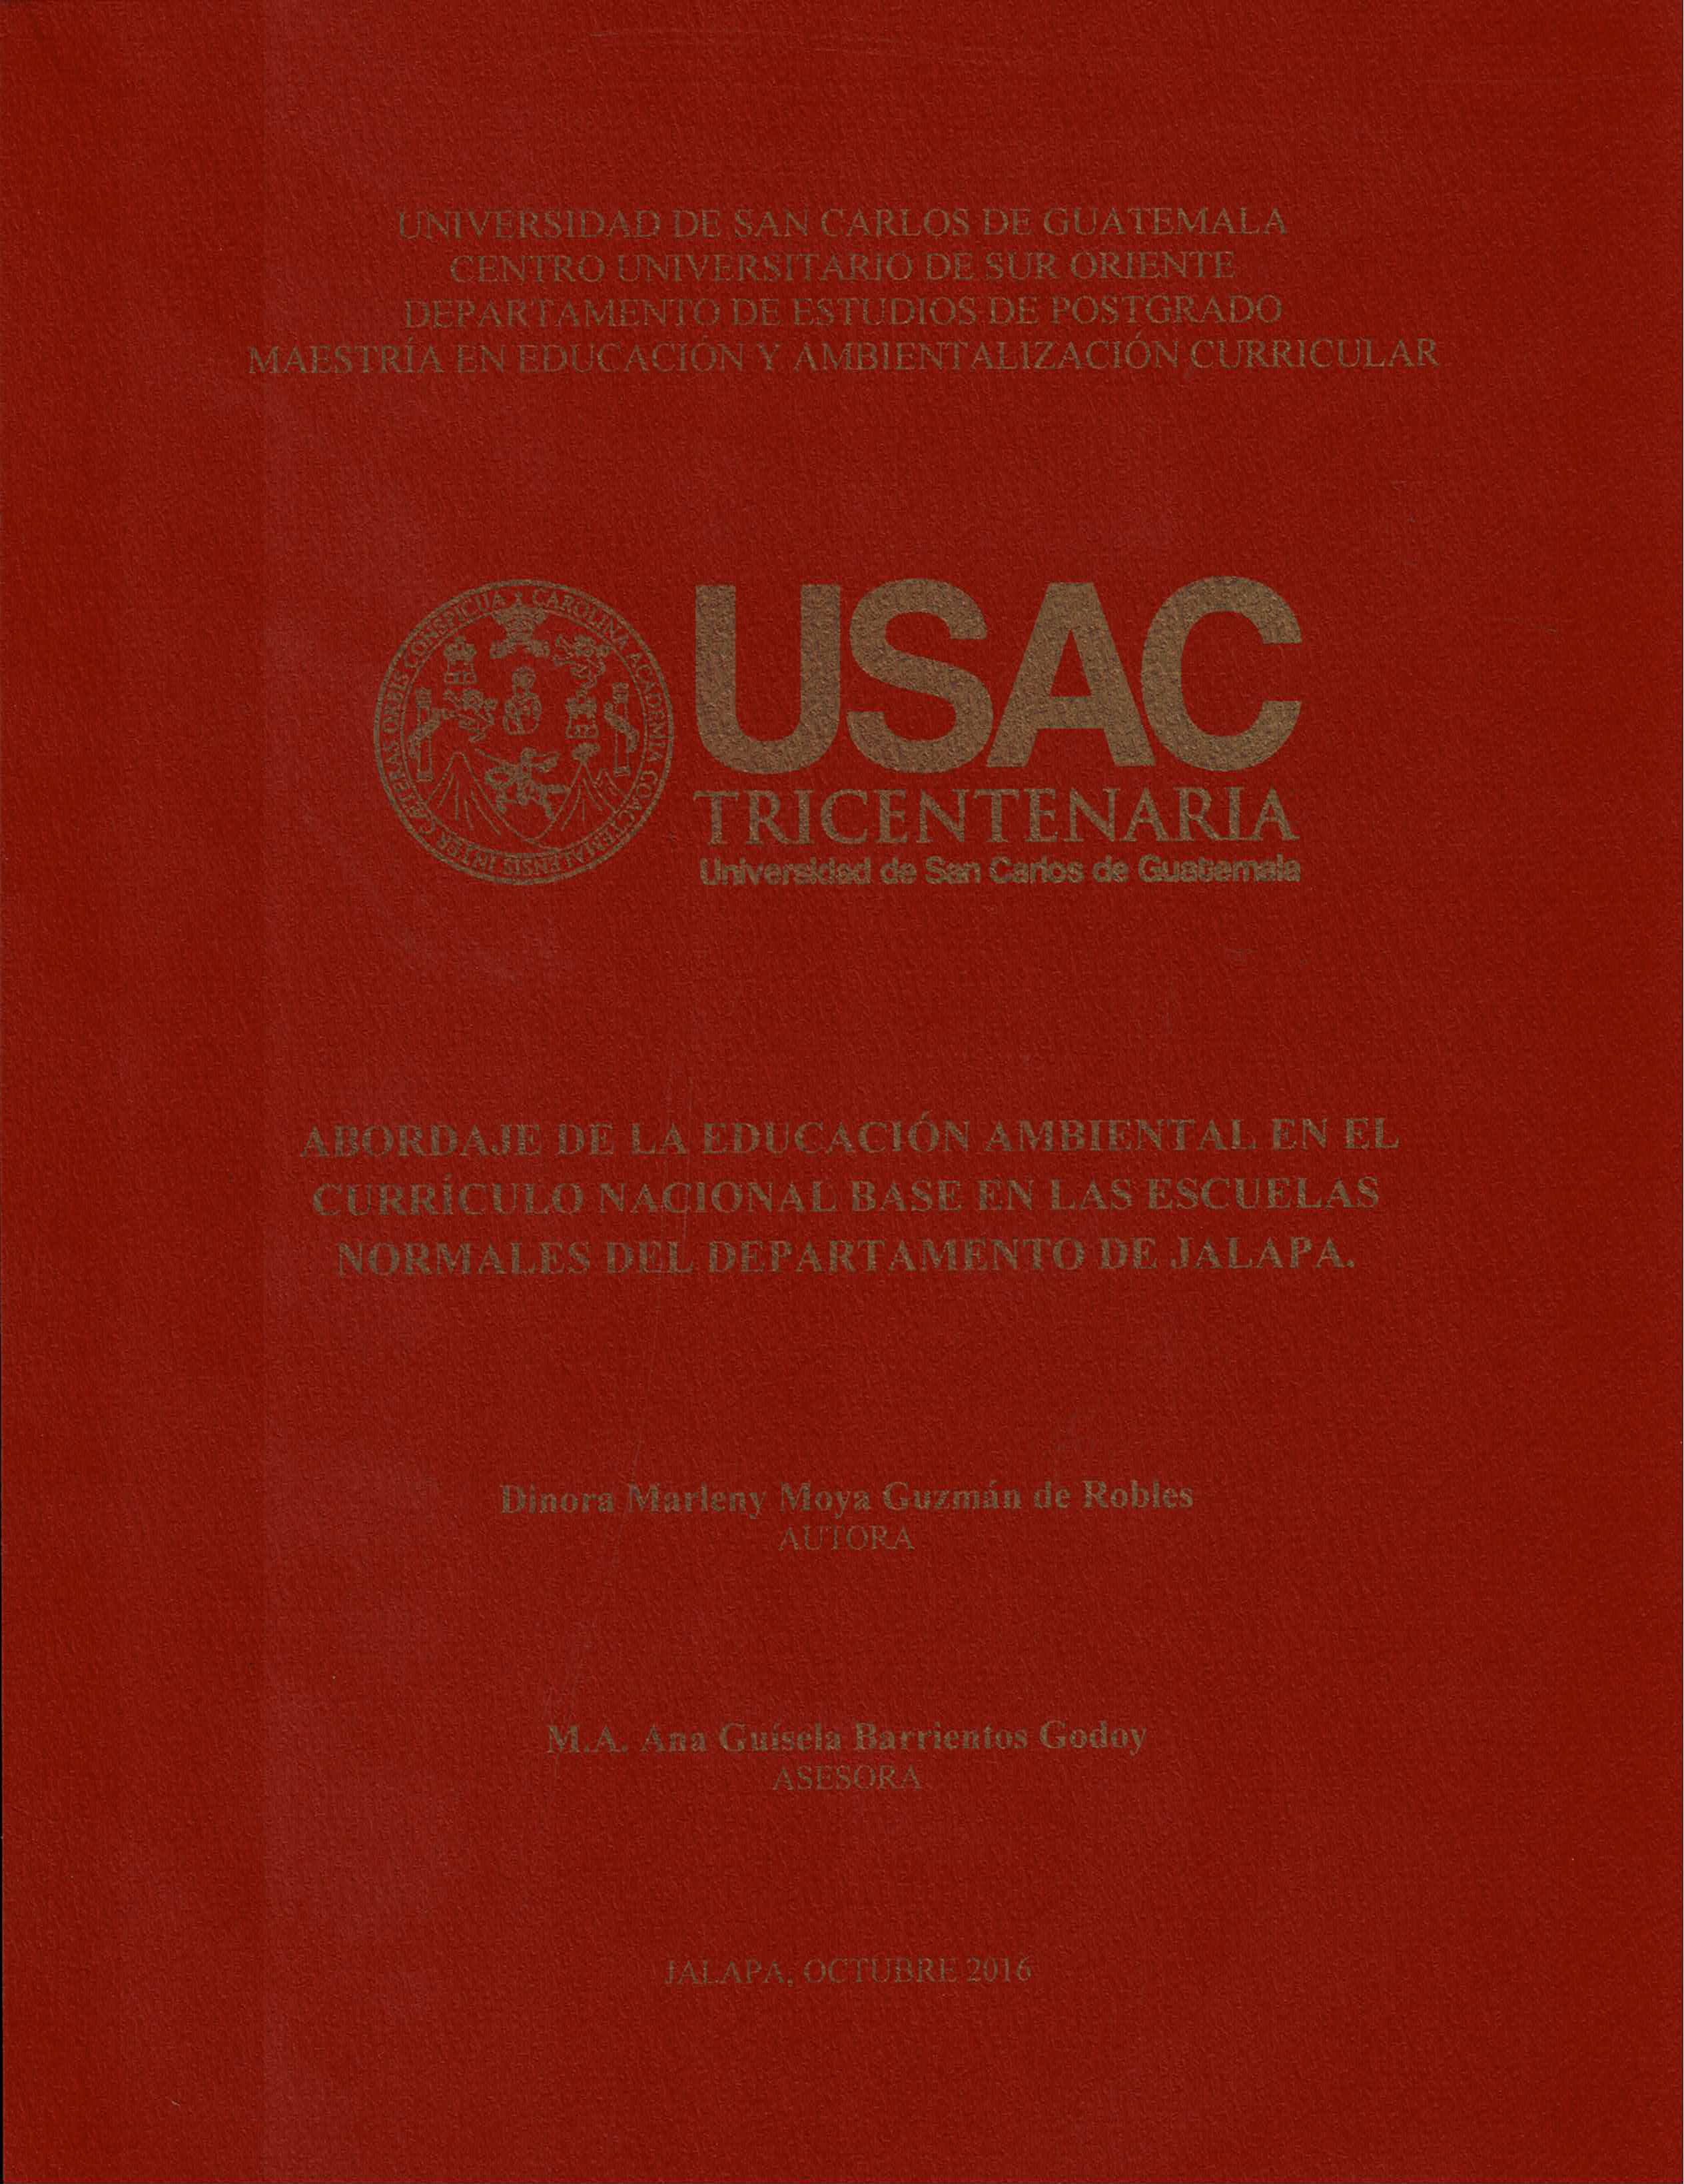 UNIVERSIDAD DE SAN CARLOS DE GUATEMALA
CENTRO UNIVERSITARIO DE SUR ORIENTE
DEPARTAMENTO DE ESTUDIOS DE POSTGRADO
MAESTRÍA EN EDUCACIÓN Y AMBIENTALIZACIÓN CURRICULAR
CAROLINA ACADEMIA COACTEMALENSIS INTER CAETERAS ORBIS CONSPICUA
USAC
TRICENTENARIA
Universidad de San Carlos de Guatemala
ABORDAJE DE LA EDUCACIÓN AMBIENTAL EN EL
CURRÍCULO NACIONAL BASE EN LAS ESCUELAS
NORMALES DEL DEPARTAMENTO DE JALAPA.
Dinora Marleny Moya Guzmán de Robles
AUTORA
M.A. Ana Guísela Barrientos Godoy
ASESORA
JALAPA, OCTUBRE 2016